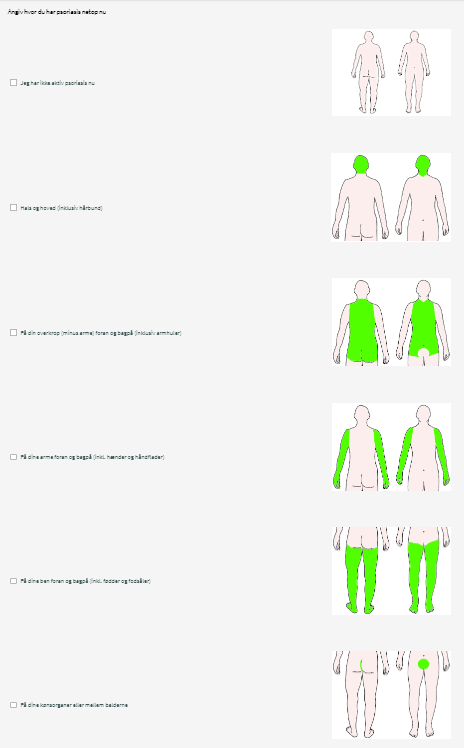 Angiv hvor du har psoriasis netop nu
Jeg har ikke aktiv psoriasis nu
Hals og hoved (inklusiv hårbund)
På din overkrop (minus arme) foran og bagpå (inklusiv armhuler)
På dine arme foran og bagpå (inkl. hænder og håndflader)
På dine ben foran og bagpå (inkl. fødder og fodsåler)
På dine kønsorganer eller mellem balderne